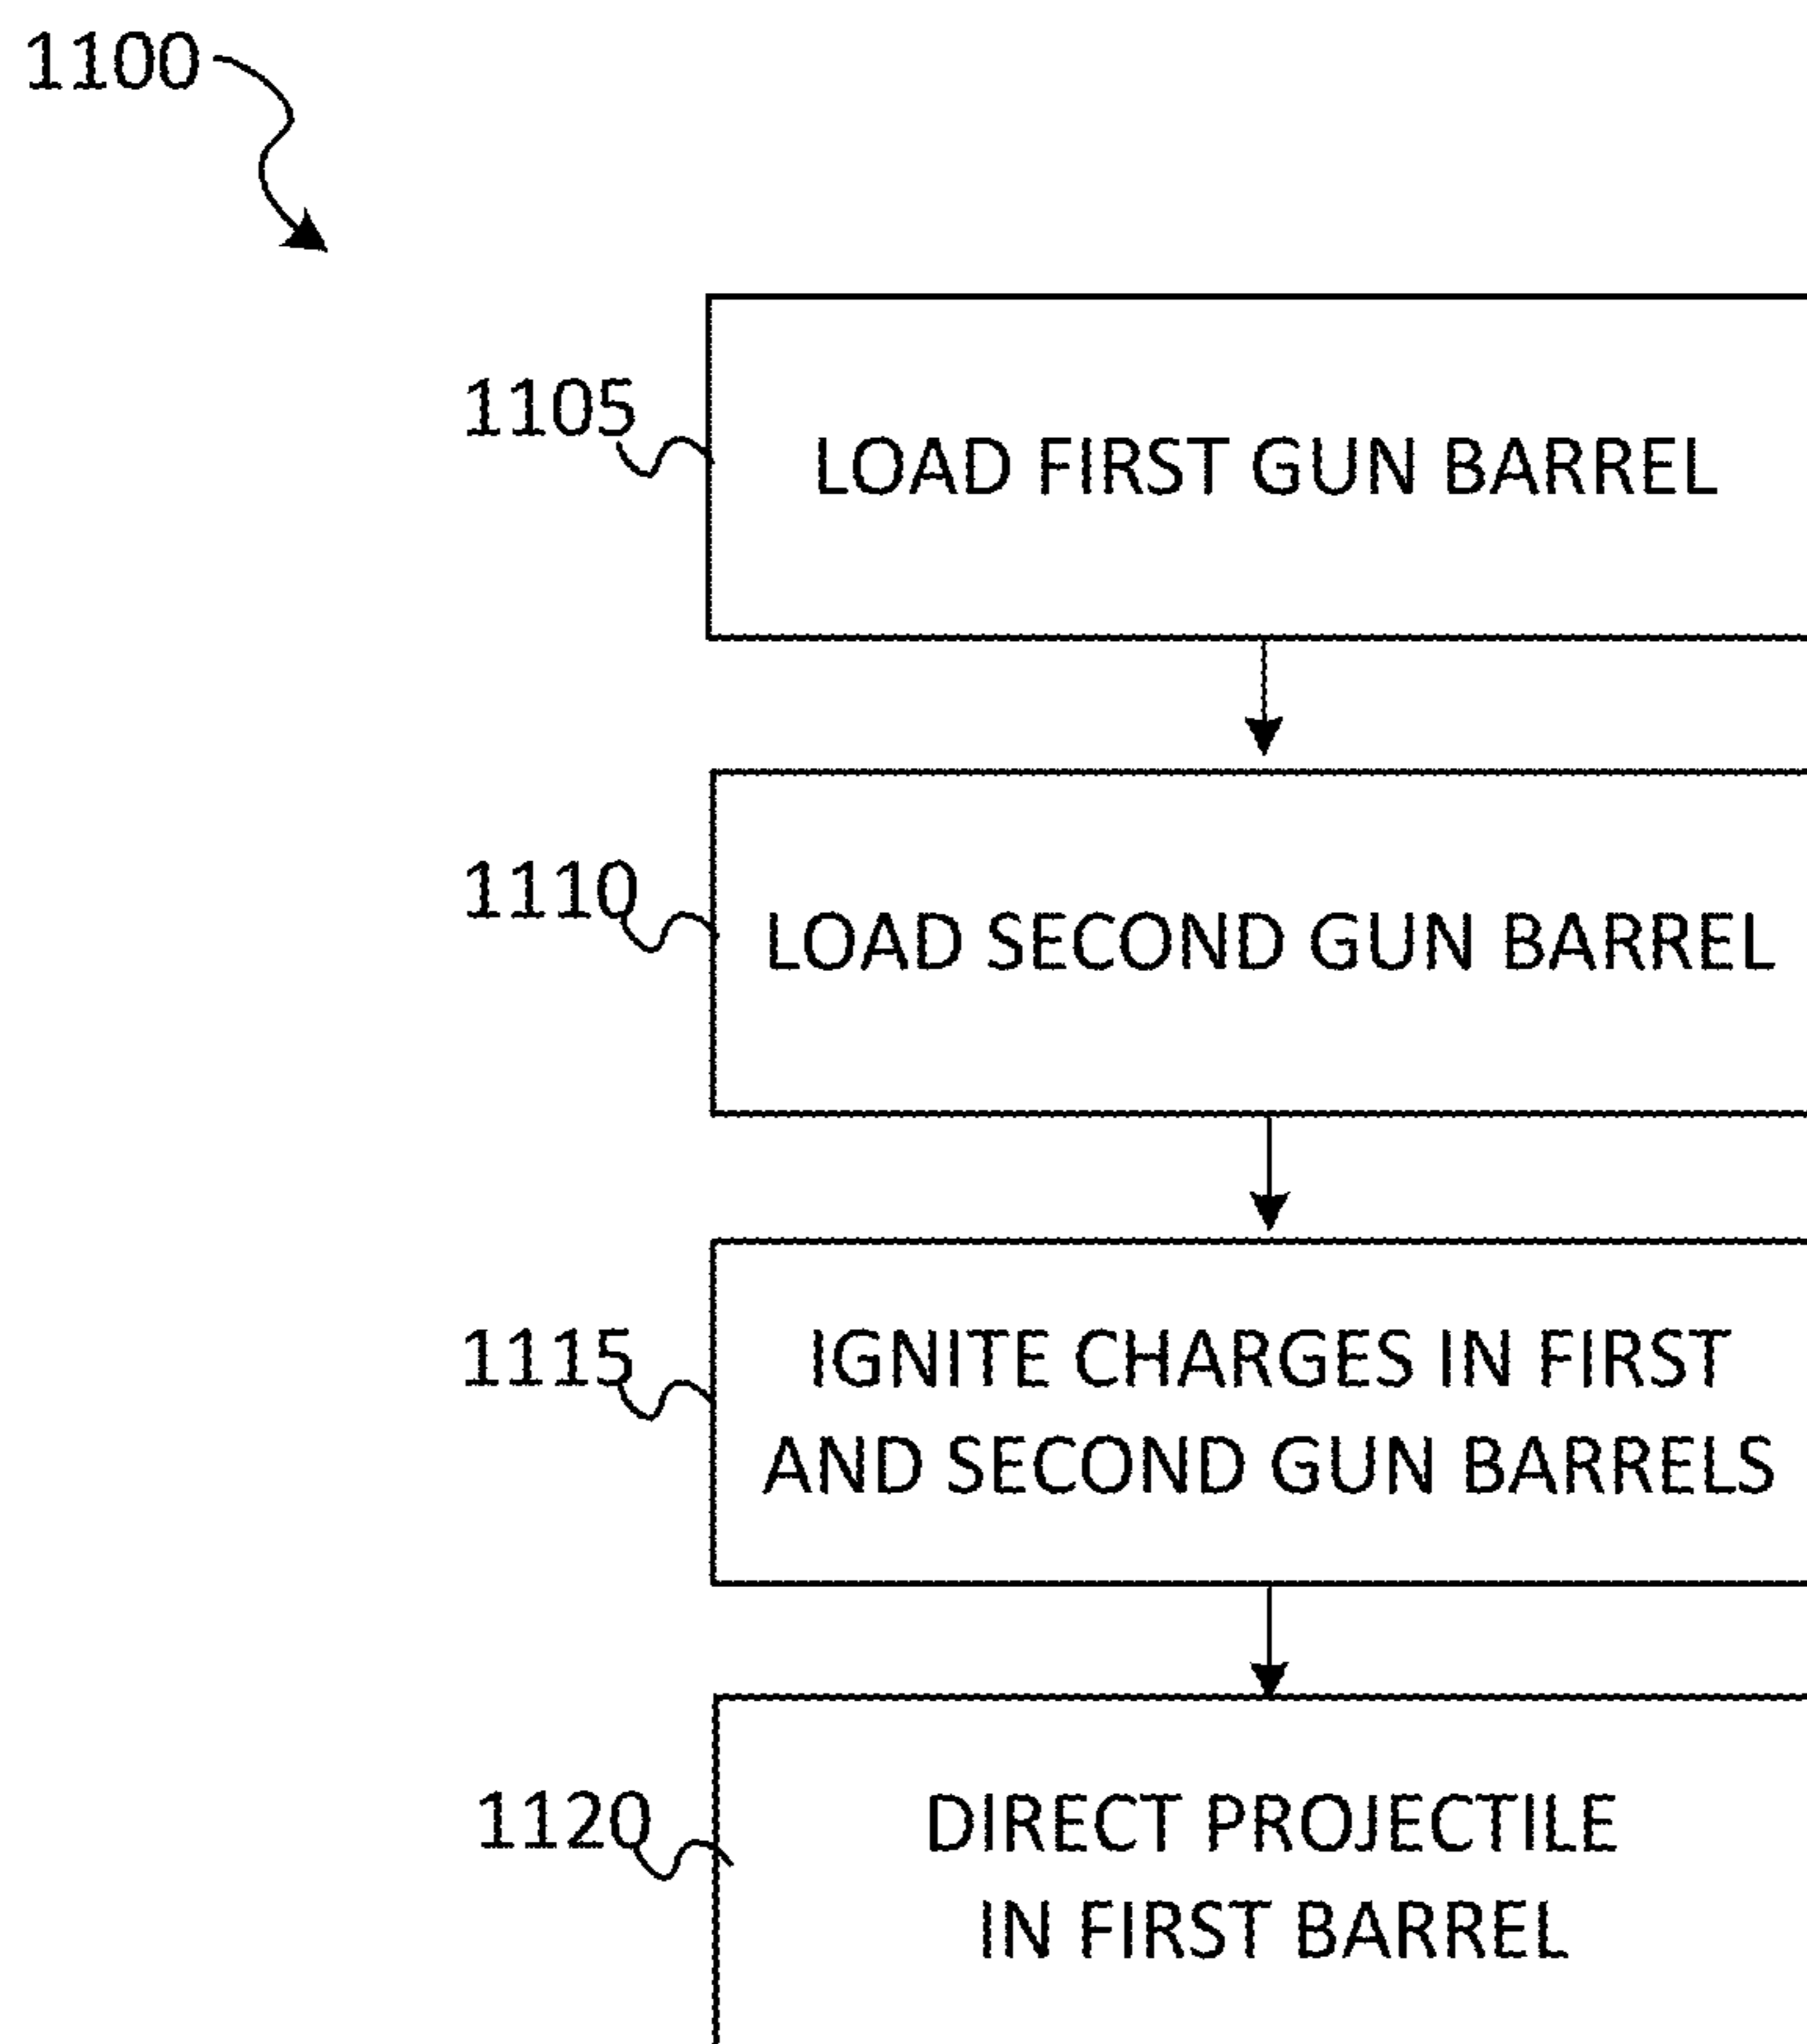 1100
1105
LOAD FIRST GUN BARREL
1110
LOAD SECOND GUN BARREL
1115
IGNITE CHARGES IN FIRST
AND SECOND GUN BARRELS
1120
DIRECT PROJECTILE
IN FIRST BARREL